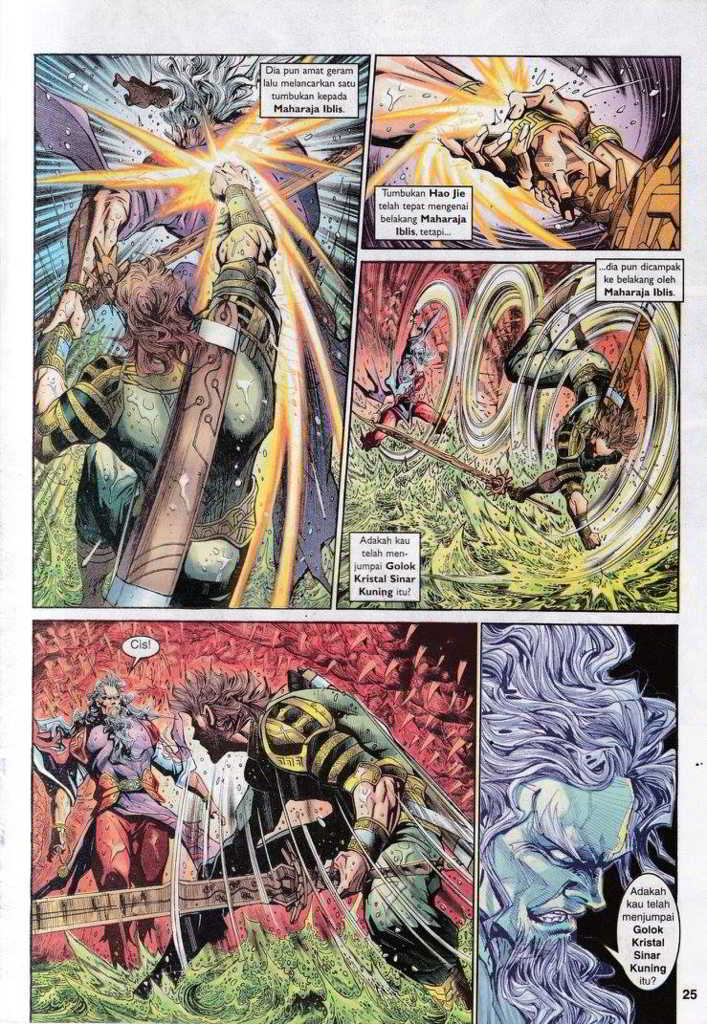 Dia pun amat geram
lalu melancarkan satu
tumbukan kepada
Maharaja Iblis.
Tumbukan Hao Jie
telah tepat mengenai
belakang Maharaja
Iblis, tetapi...
...dia pun dicampak
ke belakang oleh
Maharaja Iblis.
Adakah kau
telah men-
jumpai Golok
Kristal Sinar
Kuning itu?
Cis!
Adakah
kau telah
menjumpai
Golok
Kristal
Sinar
Kuning
itu?
25